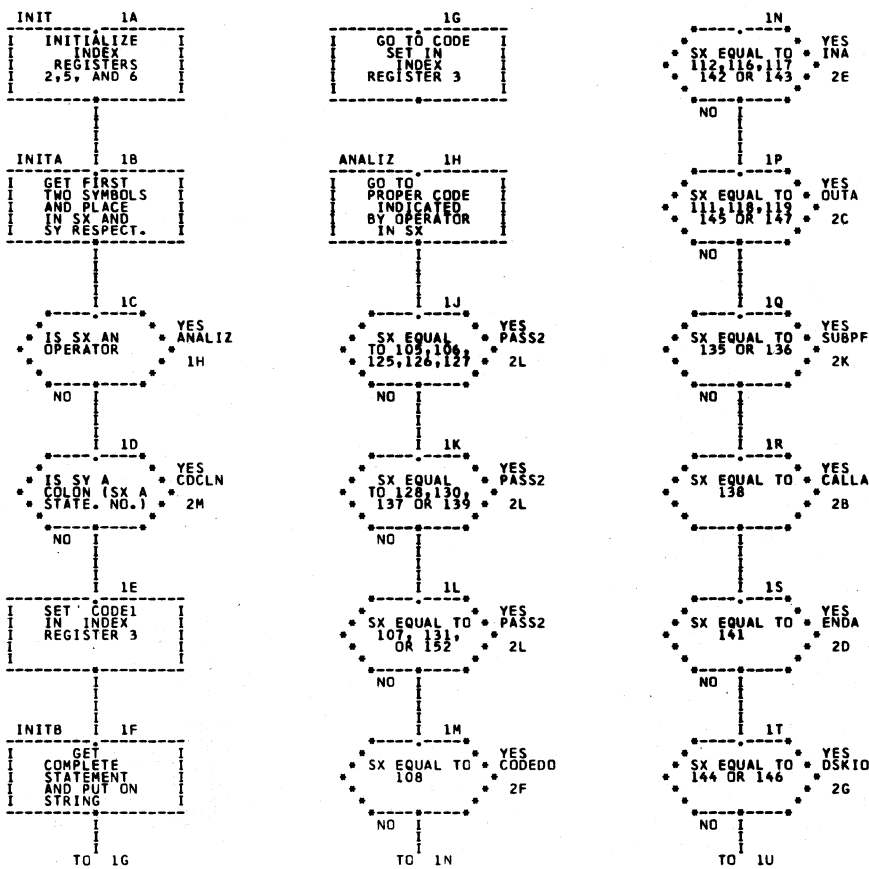 INIT 1A
INITIALIZE
INDEX
REGISTERS
2,5, AND 6
INITA 1B
GET FIRST
TWO SYMBOLS
AND PLACE
IN SX AND
SY RESPECT.
1C
IS SX AN
OPERATOR
YES
ANALIZ
1H
NO
1D
IS SY A
COLON (SX A
STATE. NO.)
YES
CDCLN
2M
NO
1E
SET CODE1
IN INDEX
REGISTER 3
INITB 1F
GET
COMPLETE
STATEMENT
AND PUT ON
STRING
TO 1G
1G
GO TO CODE
SET IN
INDEX
REGISTER 3
ANALIZ 1H
GO TO
PROPER CODE
INDICATED
BY OPERATOR
IN SX
1J
SX EQUAL
TO 105,106,
125,126,127
YES
PASS2
2L
NO
1K
SX EQUAL
TO 128,130,
137 OR 139
YES
PASS2
2L
NO
1L
SX EQUAL TO
107, 131,
OR 152
YES
PASS2
2L
NO
1M
SX EQUAL TO
108
YES
CODEDO
2F
NO
TO 1N
1N
SX EQUAL TO
112,116,117
142 OR 143
YES
INA
2E
NO
1P
SX EQUAL TO
111,118,119
145 OR 147
YES
OUTA
2C
NO
1Q
SX EQUAL TO
135 OR 136
YES
SUBPF
2K
NO
1R
SX EQUAL TO
138
YES
CALLA
2B
NO
1S
SX EQUAL TO
141
YES
ENDA
2D
NO
1T
SX EQUAL TO
144 OR 146
YES
DSKIO
2G
NO
TO 1U